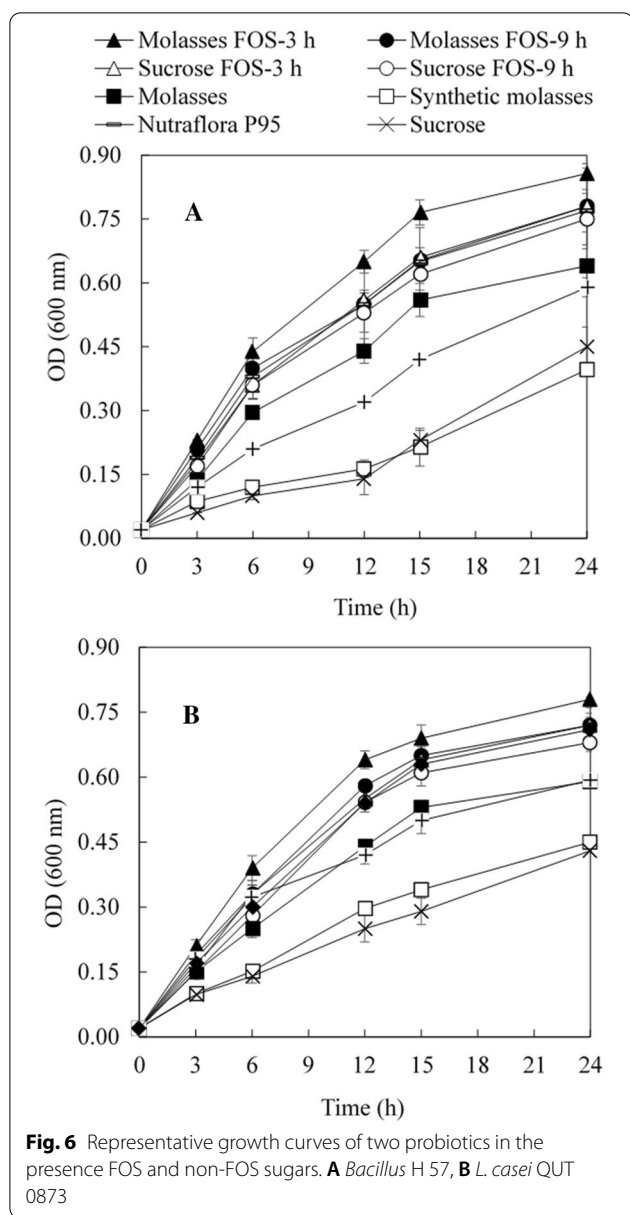 Molasses FOS-3 h Molasses FOS-9 h
Sucrose FOS-3 h Sucrose FOS-9 h
Molasses Synthetic molasses
Nutraflora P95 Sucrose
0.90
0.75
0.60
0.45
0.30
0.15
0.00
OD (600 nm)
A
0 3 6 9 12 15 18 21 24
Time (h)
0.90
0.75
0.60
0.45
0.30
0.15
0.00
OD (600 nm)
B
0 3 6 9 12 15 18 21 24
Time (h)
Fig. 6 Representative growth curves of two probiotics in the
presence FOS and non-FOS sugars. A Bacillus H 57, B L. casei QUT
0873